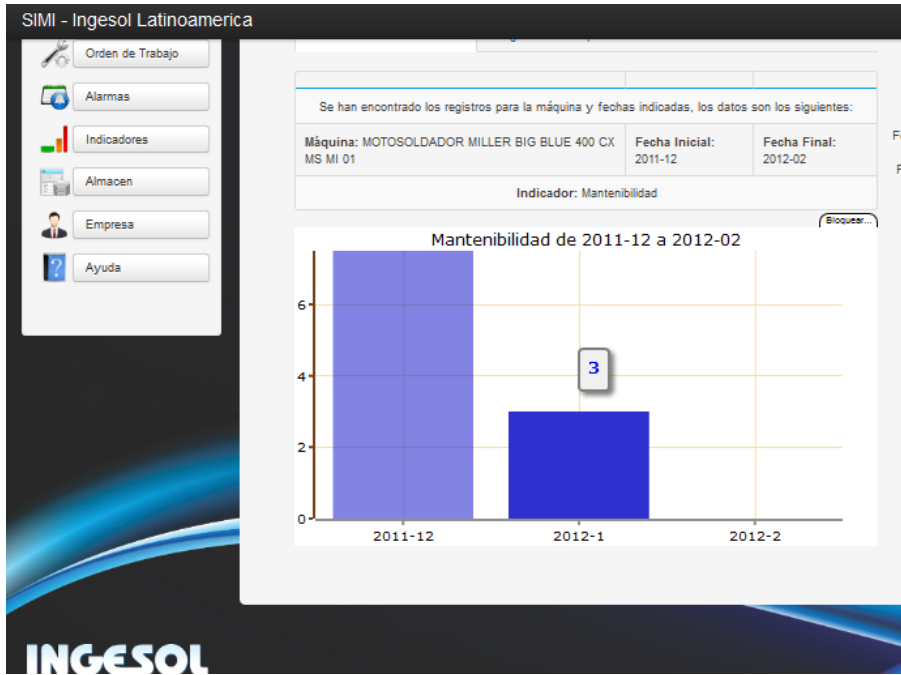 SIMI - Ingesol Latinoamerica
Orden de Trabajo
Alarmas
Indicadores
Almacen
Empresa
Ayuda
Se han encontrado los registros para la máquina y fechas indicadas, los datos son los siguientes:
Máquina: MOTOSOLDADOR MILLER BIG BLUE 400 CX
MS MI 01
Fecha Inicial:
2011-12
Fecha Final:
2012-02
Indicador: Mantenibilidad
Bloquear...
Mantenibilidad de 2011-12 a 2012-02
6
4
3
2
0
2011-12
2012-1
2012-2
INGESOL